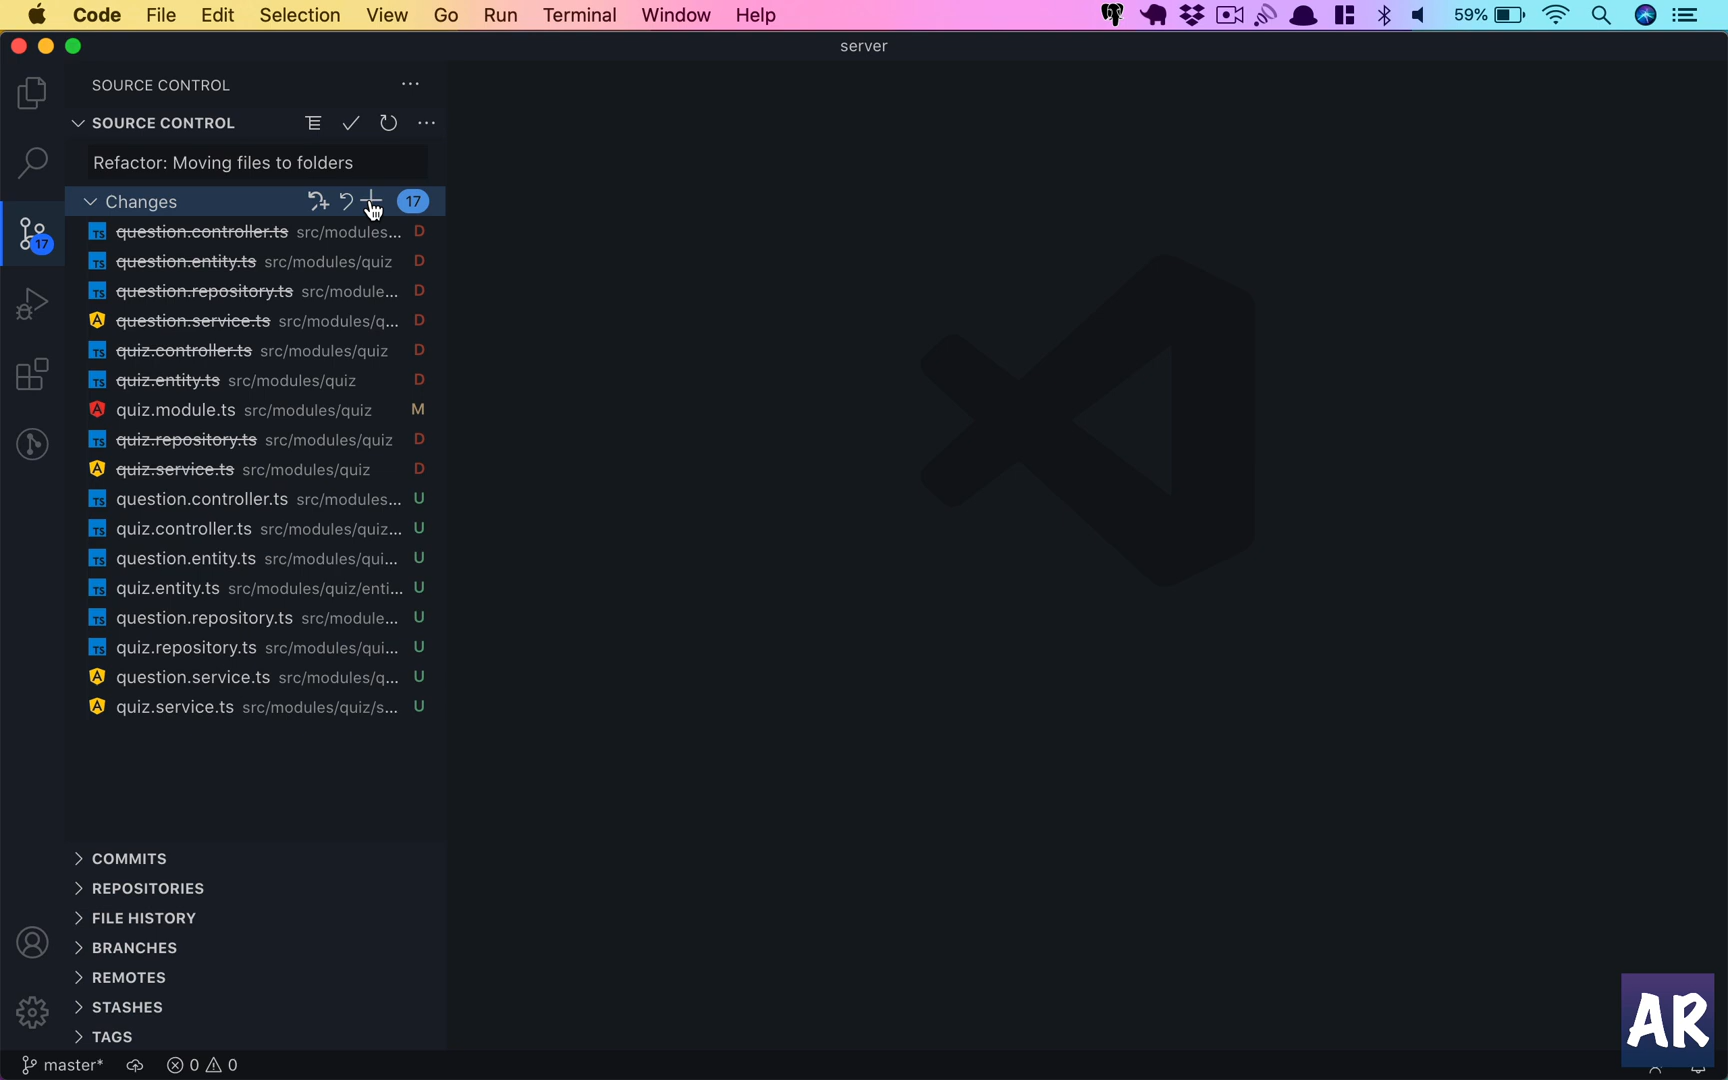 Code File Edit Selection View Go Run Terminal Window Help 59%
server
SOURCE CONTROL
SOURCE CONTROL
Refactor: Moving files to folders
Changes 17
question.controller.ts src/modules... D
question.entity.ts src/modules/quiz D
question.repository.ts src/module... D
question.service.ts src/modules/q... D
quiz.controller.ts src/modules/quiz D
quiz.entity.ts src/modules/quiz D
quiz.module.ts src/modules/quiz M
quiz.repository.ts src/modules/quiz D
quiz.service.ts src/modules/quiz D
question.controller.ts src/modules... U
quiz.controller.ts src/modules/quiz... U
question.entity.ts src/modules/qui... U
quiz.entity.ts src/modules/quiz/enti... U
question.repository.ts src/module... U
quiz.repository.ts src/modules/qui... U
question.service.ts src/modules/q... U
quiz.service.ts src/modules/quiz/s... U
17
COMMITS
REPOSITORIES
FILE HISTORY
BRANCHES
REMOTES
STASHES
TAGS
AR
master* 0 0